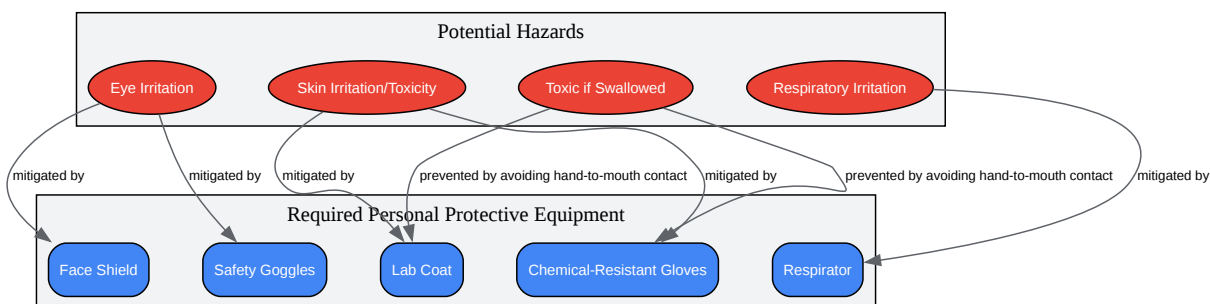 Potential Hazards
Eye Irritation
Skin Irritation/Toxicity
Toxic if Swallowed
Respiratory Irritation
mitigated by
mitigated by
mitigated by
prevented by avoiding hand-to-mouth contact
mitigated by
prevented by avoiding hand-to-mouth contact
mitigated by
Required Personal Protective Equipment
Face Shield
Safety Goggles
Lab Coat
Chemical-Resistant Gloves
Respirator